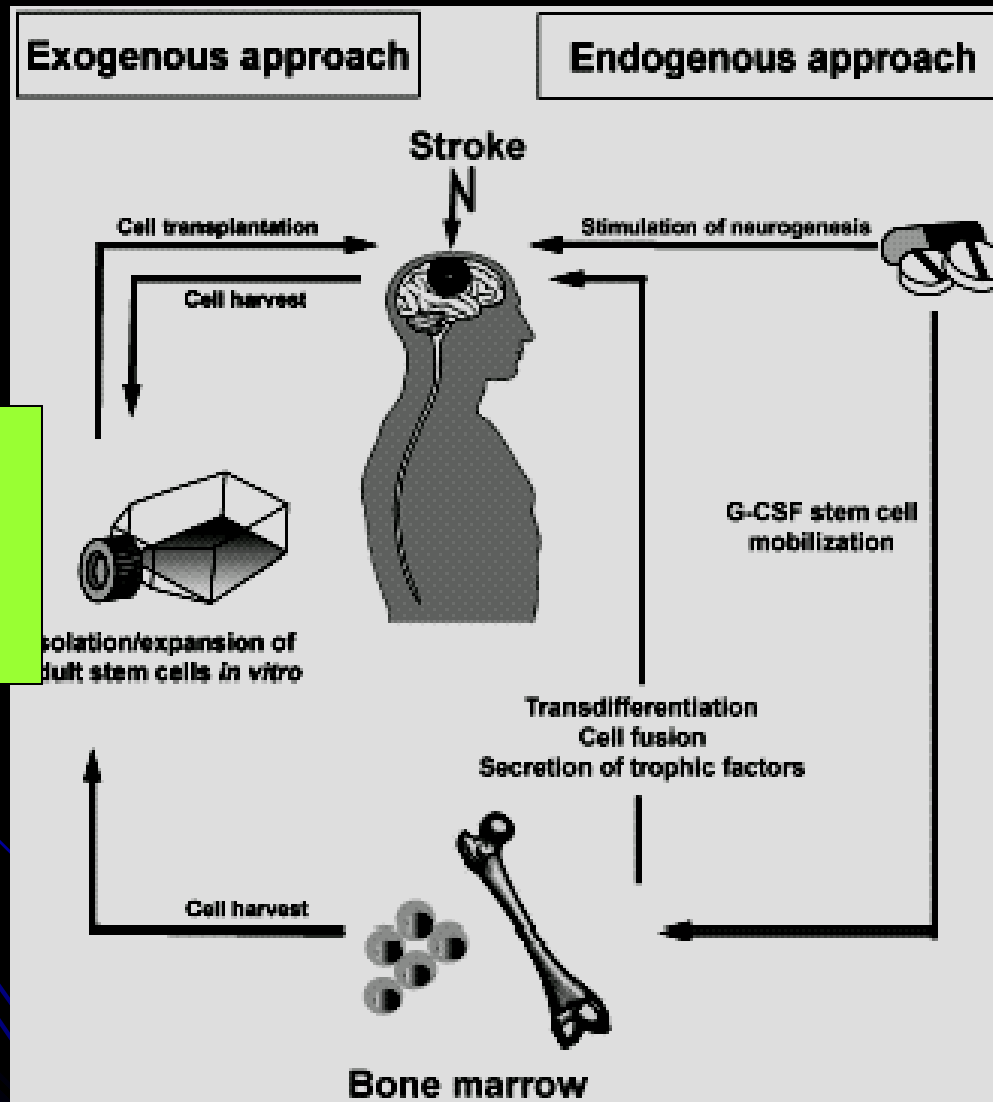 Exogenous approach
Endogenous approach
Stroke
Cell transplantation
Stimulation of neurogenesis
Cell harvest
G-CSF stem cell
mobilization
solation/expansion of
dult stem cells in vitro
Transdifferentiation
Cell fusion
Secretion of trophic factors
Cell harvest
Bone marrow